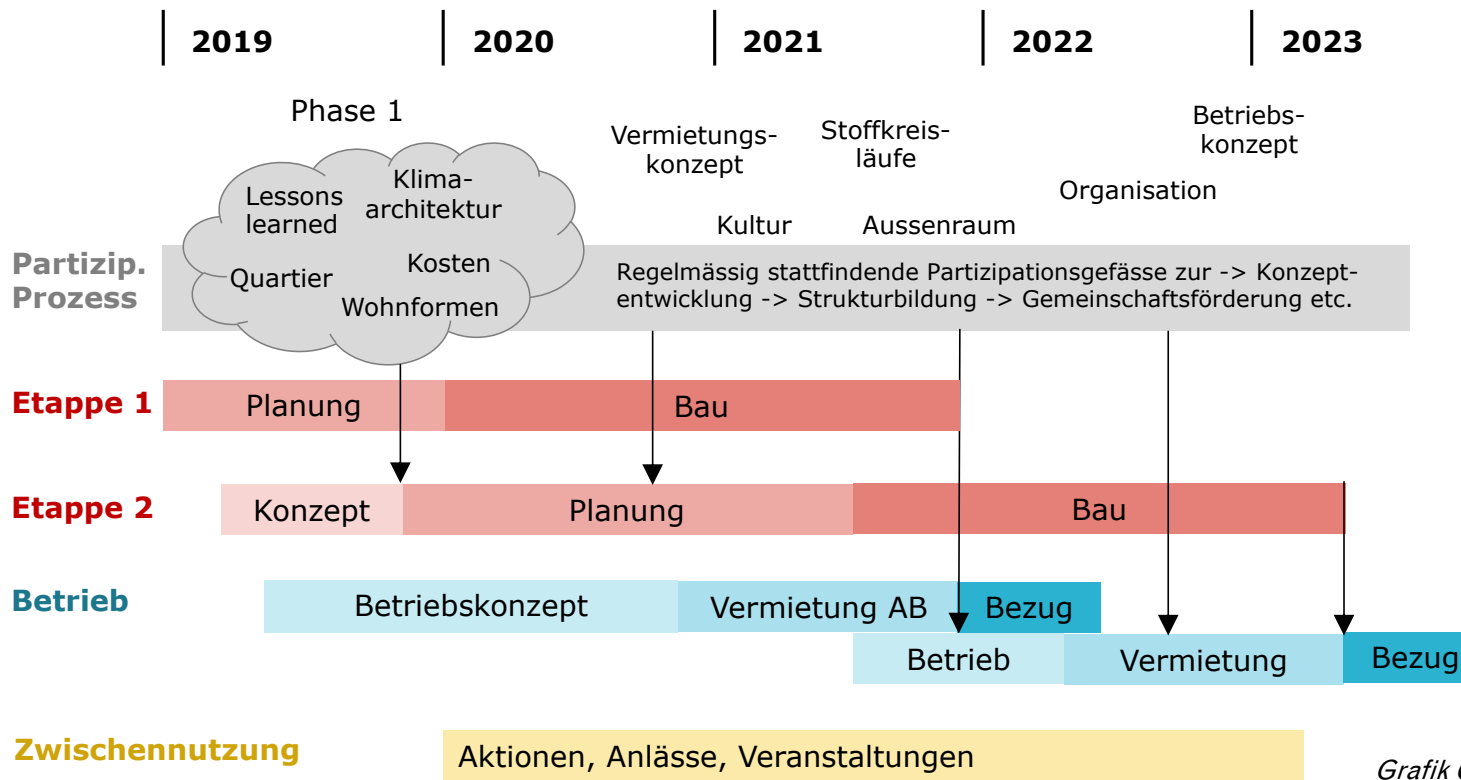 2019 2020 2021 2022 2023
Phase 1
Vermietungs-
konzept
Stoffkreis-
läufe
Betriebs-
konzept
Lessons
learned
Klima-
architektur
Organisation
Kultur
Aussenraum
Partizip.
Prozess
Quartier
Kosten
Wohnformen
Regelmässig stattfindende Partizipationsgefässe zur -> Konzept-
entwicklung -> Strukturbildung -> Gemeinschaftsförderung etc.
Etappe 1
Planung
Bau
Etappe 2
Konzept
Planung
Bau
Betrieb
Betriebskonzept
Vermietung AB
Bezug
Betrieb
Vermietung
Bezug
Zwischennutzung
Aktionen, Anlässe, Veranstaltungen
Grafik